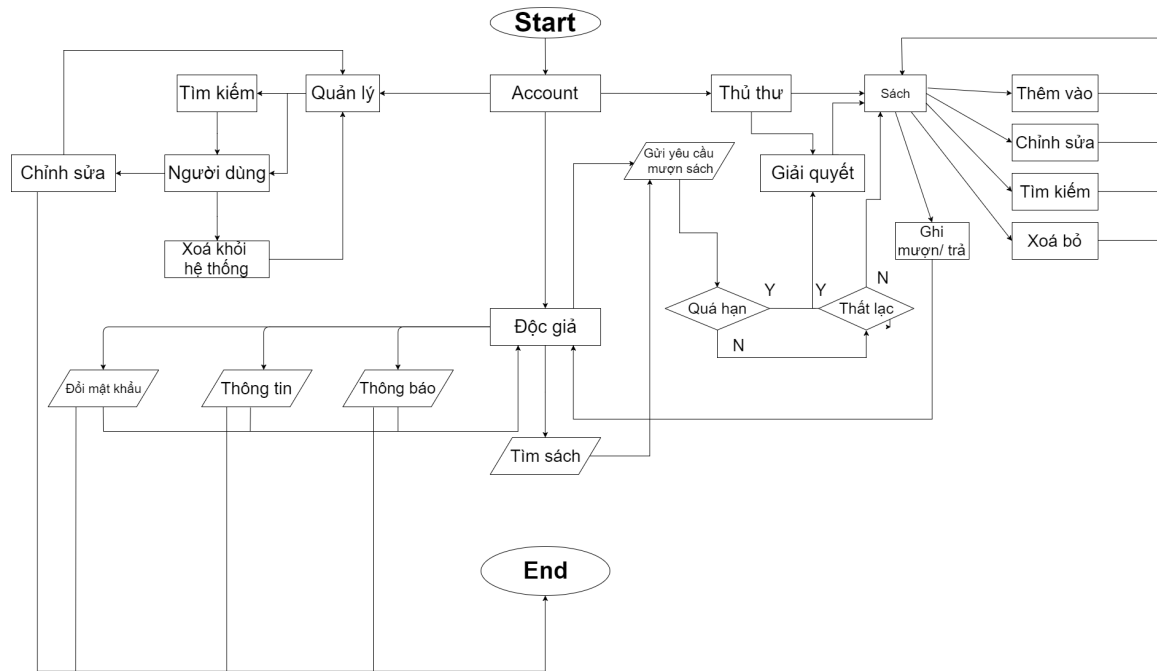 Start
Tìm kiếm
Quản lý
Account
Thủ thư
Sách
Thêm vào
Chỉnh sửa
Tìm kiếm
Xoá bỏ
Gửi yêu cầu
mượn sách
Giải quyết
Chỉnh sửa
Người dùng
Xoá khỏi
hệ thống
Ghi
mượn/ trả
Quá hạn
Y
Y
Thất lạc
N
N
Độc giả
Đổi mật khẩu
Thông tin
Thông báo
Tìm sách
End